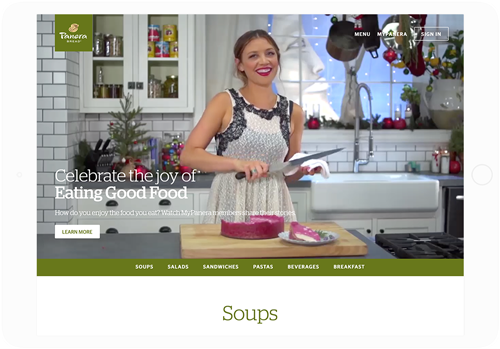 Panera
BREAD®
MENU MYPANERA SIGN IN
Celebrate the joy of
Eating Good Food
How do you enjoy the food you eat? Watch MyPanera members share their stories.
LEARN MORE
SOUPS SALADS SANDWICHES PASTAS BEVERAGES BREAKFAST
Soups